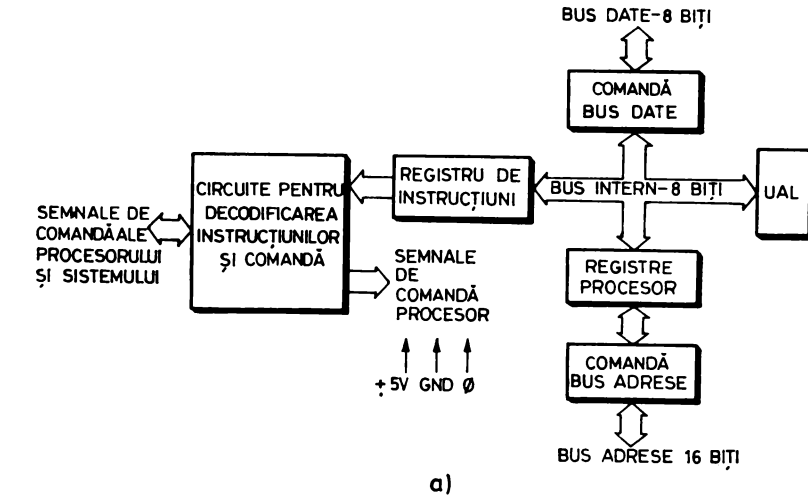 BUS DATE-8 BIȚI
COMANDĂ
BUS DATE
CIRCUITE PENTRU
DECODIFICAREA
INSTRUCȚIUNILOR
ȘI COMANDĂ
REGISTRU DE
INSTRUCȚIUNI
BUS INTERN-8 BIȚI
UAL
SEMNALE DE
COMANDĂ ALE
PROCESORULUI
ȘI SISTEMULUI
SEMNALE
DE
COMANDĂ
PROCESOR
REGISTRE
PROCESOR
COMANDĂ
BUS ADRESE
± 5V GND Ø
BUS ADRESE 16 BIȚI
a)